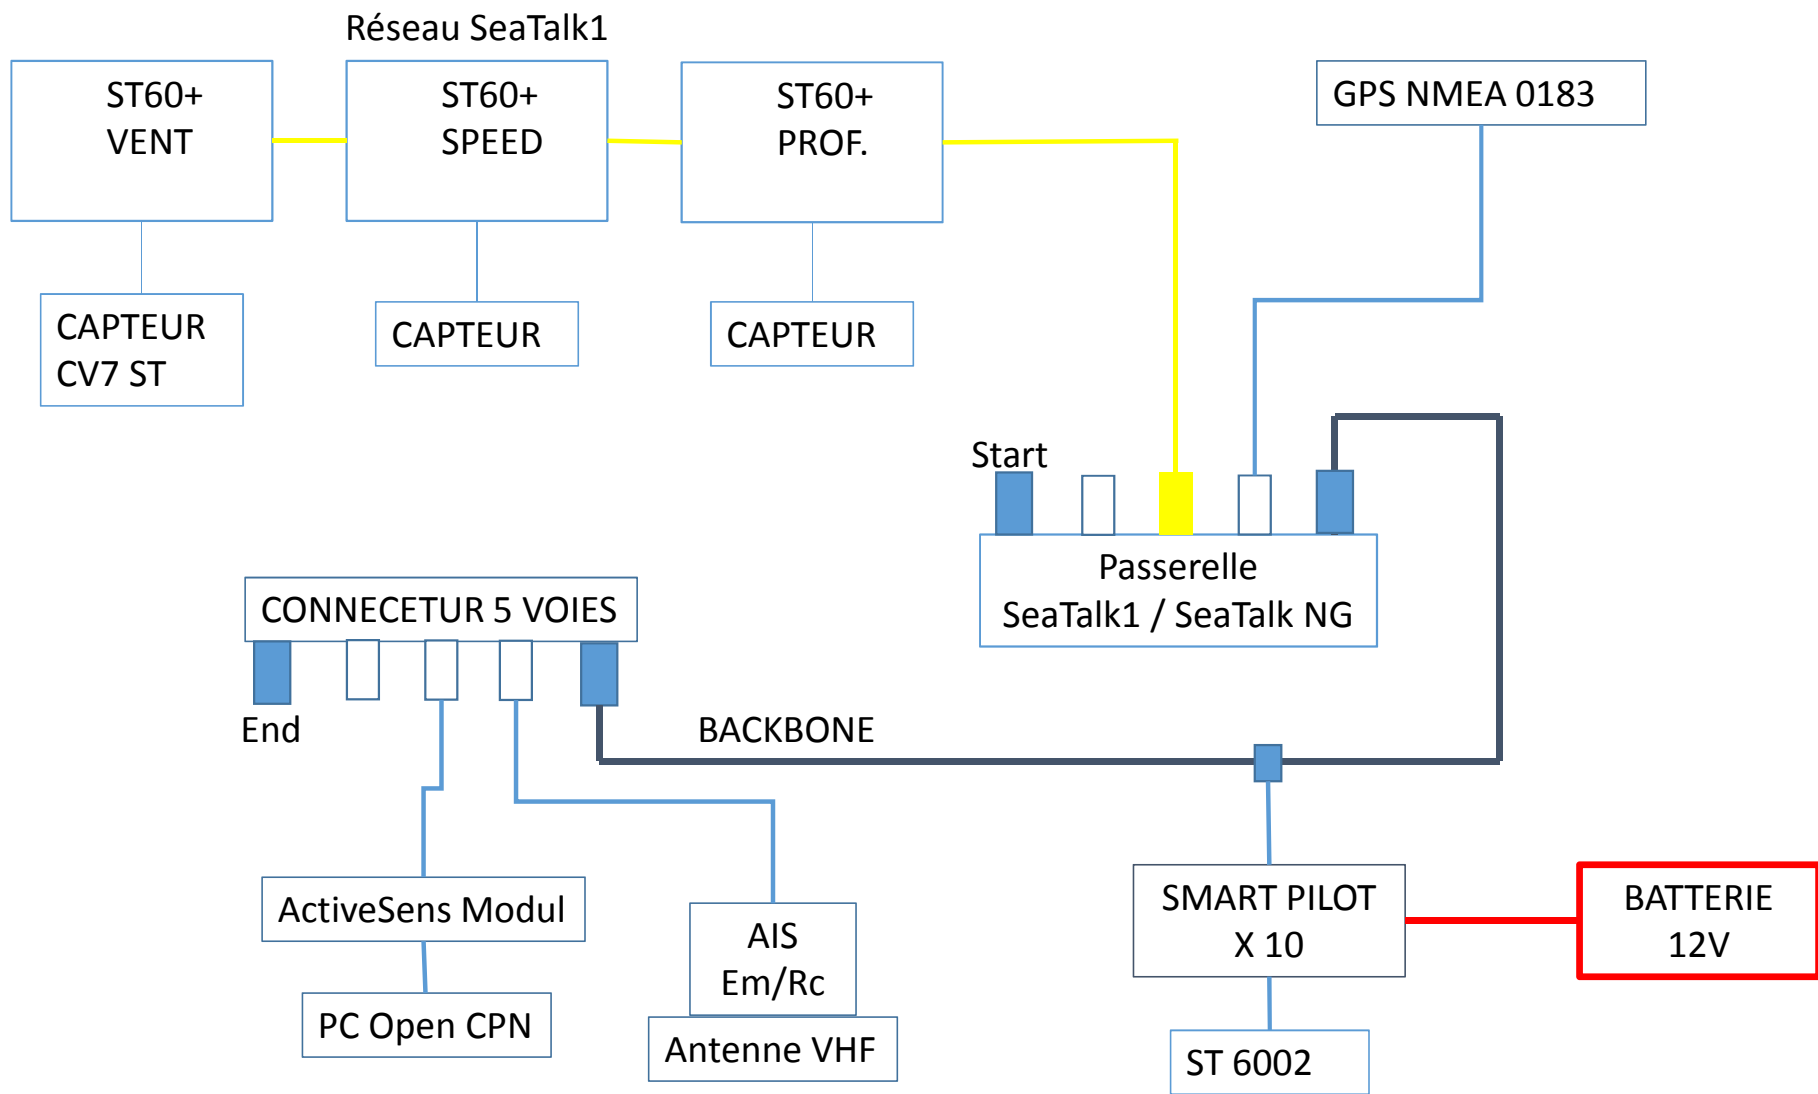 Réseau SeaTalk1
ST60+
VENT
ST60+
SPEED
ST60+
PROF.
GPS NMEA 0183
CAPTEUR
CV7 ST
CAPTEUR
CAPTEUR
Start
Passerelle
SeaTalk1 / SeaTalk NG
CONNECETUR 5 VOIES
End
BACKBONE
ActiveSens Modul
PC Open CPN
AIS
Em/Rc
Antenne VHF
SMART PILOT
X 10
ST 6002
BATTERIE
12V